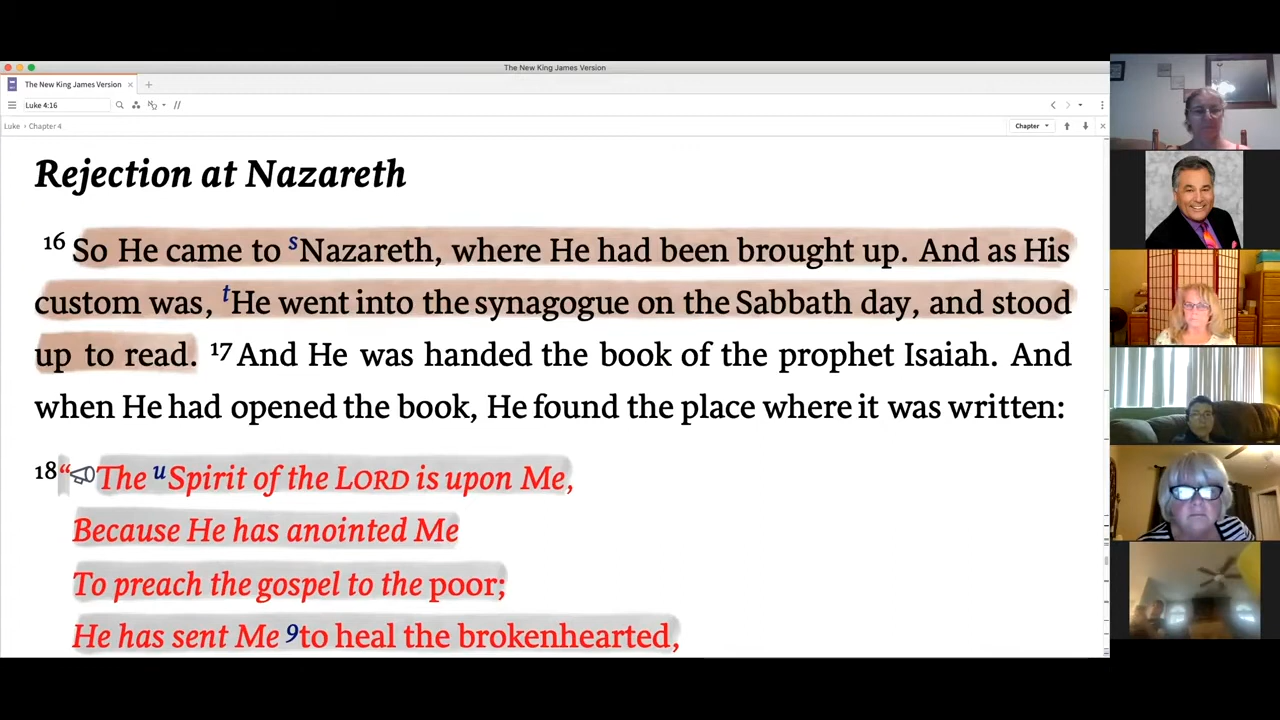 The New King James Version
The New King James Version
Luke 4:16
Luke › Chapter 4
Chapter
Rejection at Nazareth
16 So He came to sNazareth, where He had been brought up. And as His
custom was, tHe went into the synagogue on the Sabbath day, and stood
up to read. 17 And He was handed the book of the prophet Isaiah. And
when He had opened the book, He found the place where it was written:
18 “The uSpirit of the LORD is upon Me,
Because He has anointed Me
To preach the gospel to the poor;
He has sent Me 9to heal the brokenhearted,